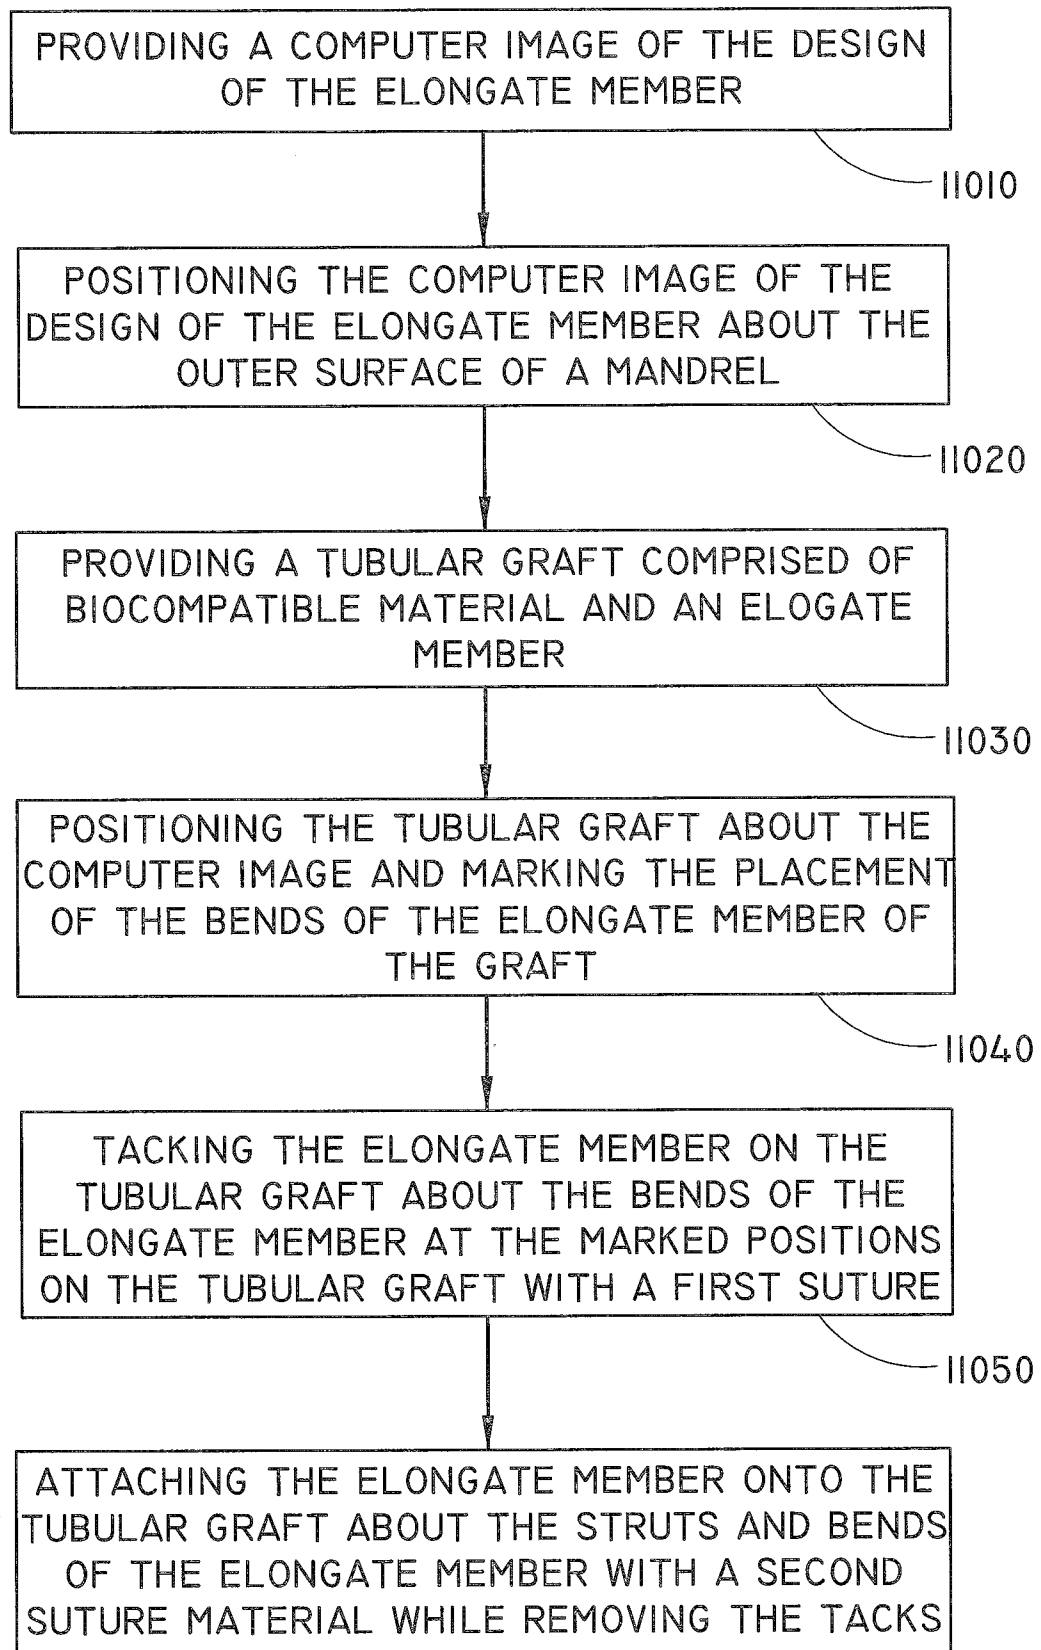 PROVIDING A COMPUTER IMAGE OF THE DESIGN
OF THE ELONGATE MEMBER
11010
POSITIONING THE COMPUTER IMAGE OF THE
DESIGN OF THE ELONGATE MEMBER ABOUT THE
OUTER SURFACE OF A MANDREL
11020
PROVIDING A TUBULAR GRAFT COMPRISED OF
BIOCOMPATIBLE MATERIAL AND AN ELOGATE
MEMBER
11030
POSITIONING THE TUBULAR GRAFT ABOUT THE
COMPUTER IMAGE AND MARKING THE PLACEMENT
OF THE BENDS OF THE ELONGATE MEMBER OF
THE GRAFT
11040
TACKING THE ELONGATE MEMBER ON THE
TUBULAR GRAFT ABOUT THE BENDS OF THE
ELONGATE MEMBER AT THE MARKED POSITIONS
ON THE TUBULAR GRAFT WITH A FIRST SUTURE
11050
ATTACHING THE ELONGATE MEMBER ONTO THE
TUBULAR GRAFT ABOUT THE STRUTS AND BENDS
OF THE ELONGATE MEMBER WITH A SECOND
SUTURE MATERIAL WHILE REMOVING THE TACKS